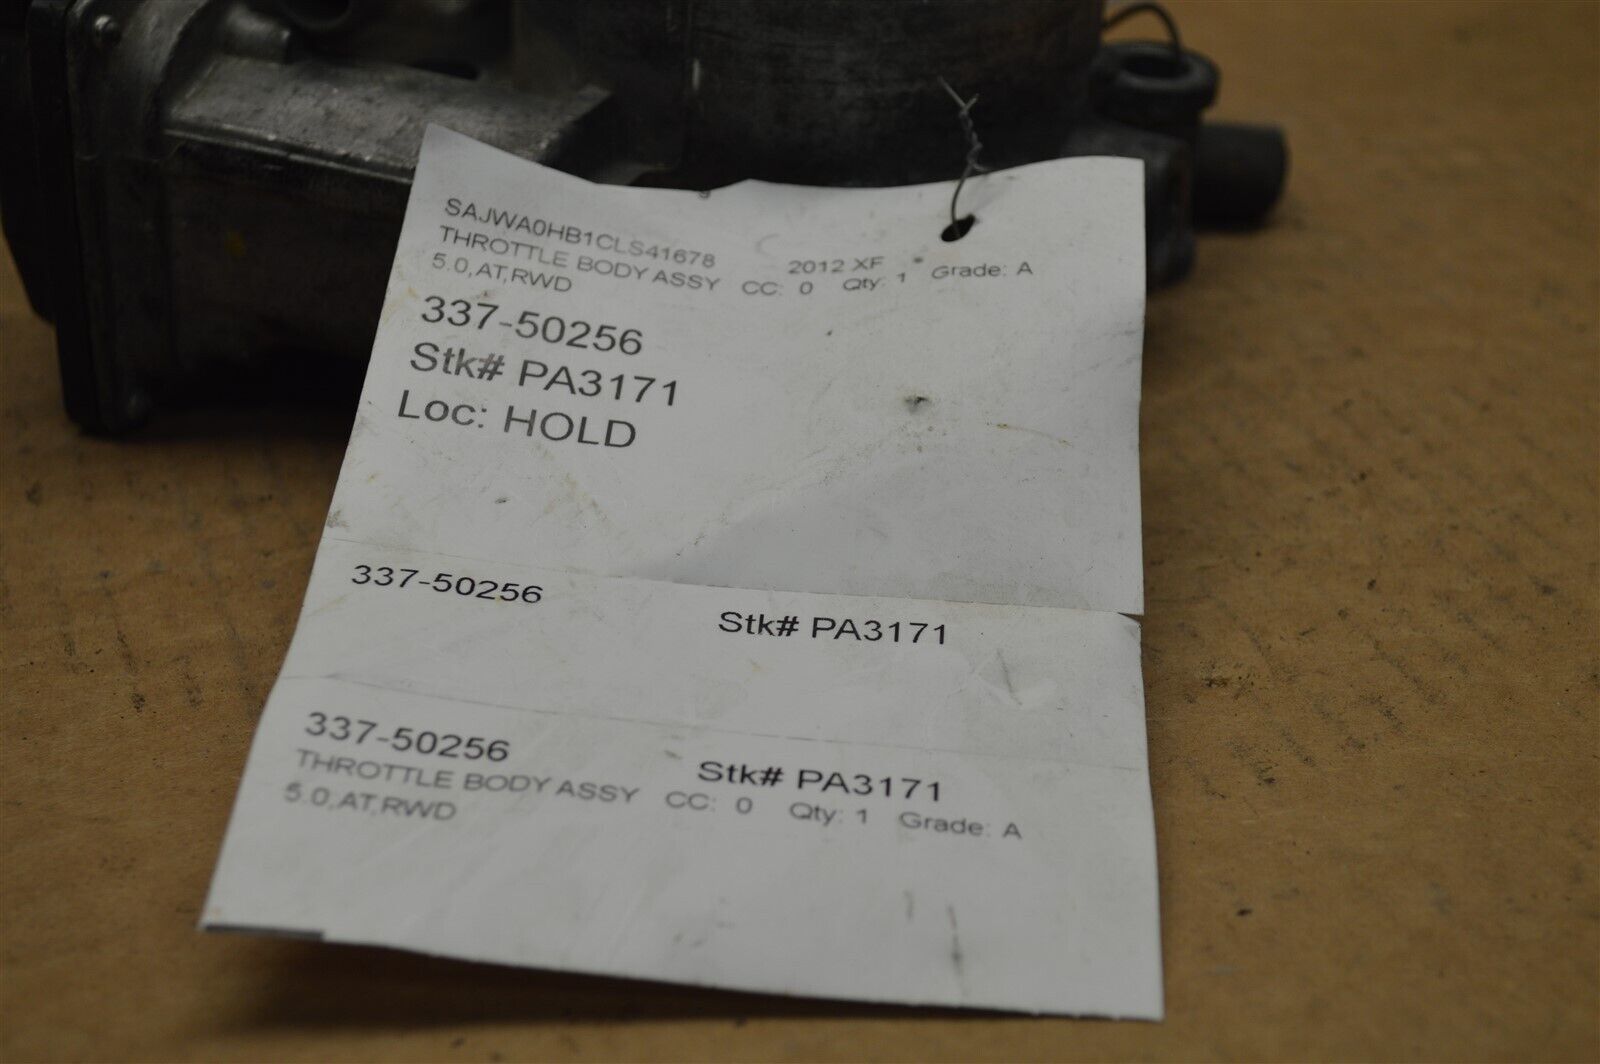 SAJWA0HB1CLS41678 2012 XF
THROTTLE BODY ASSY CC: 0 Qty: 1 Grade: A
5.0,AT,RWD
337-50256
Stk# PA3171
Loc: HOLD
337-50256 Stk# PA3171
337-50256 Stk# PA3171
THROTTLE BODY ASSY CC: 0 Qty: 1 Grade: A
5.0,AT,RWD